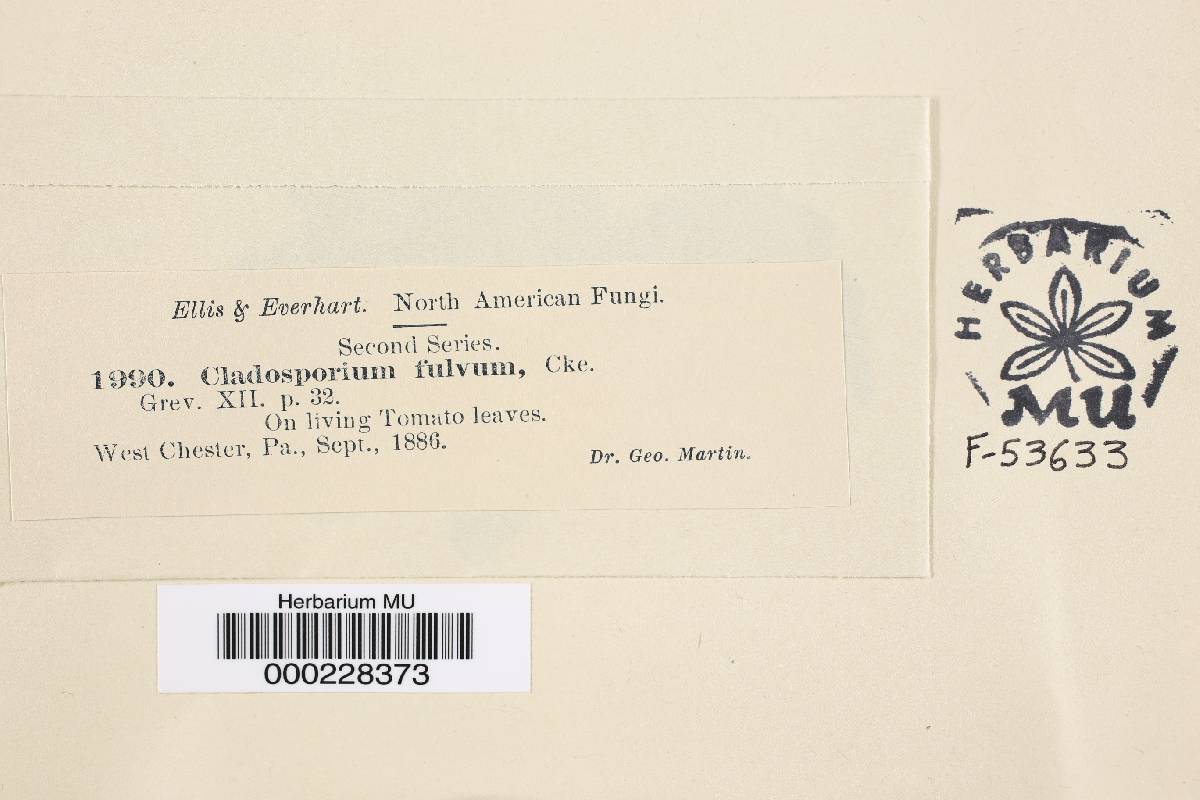 Ellis & Everhart. North American Fungi.
Second Series.
1990. Cladosporium fulvum, Cke.
Grev. XII. p. 32.
On living Tomato leaves.
West Chester, Pa., Sept., 1886.
Dr. Geo. Martin.
HERBARIUM
MU
F-53633
Herbarium MU
000228373